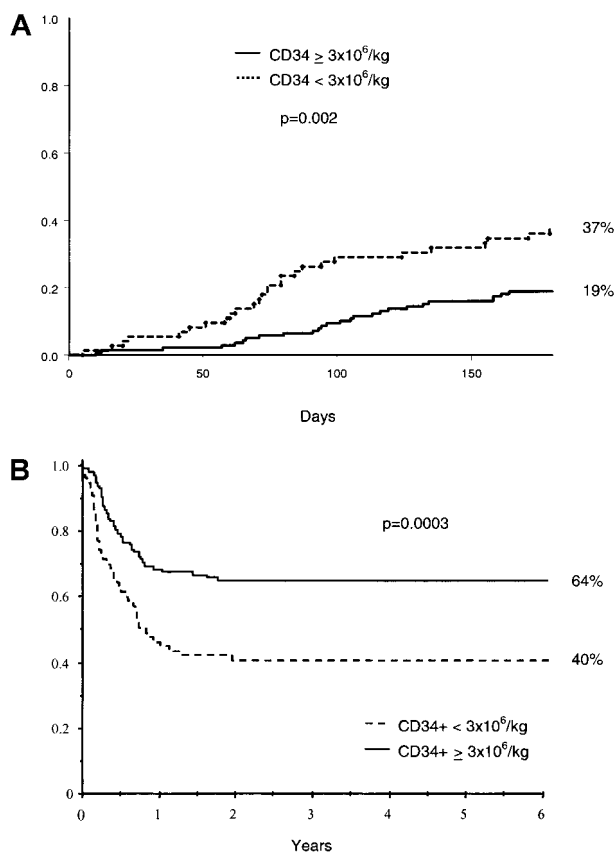 A
1.0
CD34 ≥ 3x10⁶/kg
CD34 < 3x10⁶/kg
0.8
p=0.002
0.6
0.4
37%
0.2
19%
0.0
0 50 100 150
Days
B
1.0
p=0.0003
0.8
64%
0.6
0.4
40%
CD34+ < 3x10⁶/kg
0.2
CD34+ ≥ 3x10⁶/kg
0
0 1 2 3 4 5 6
Years